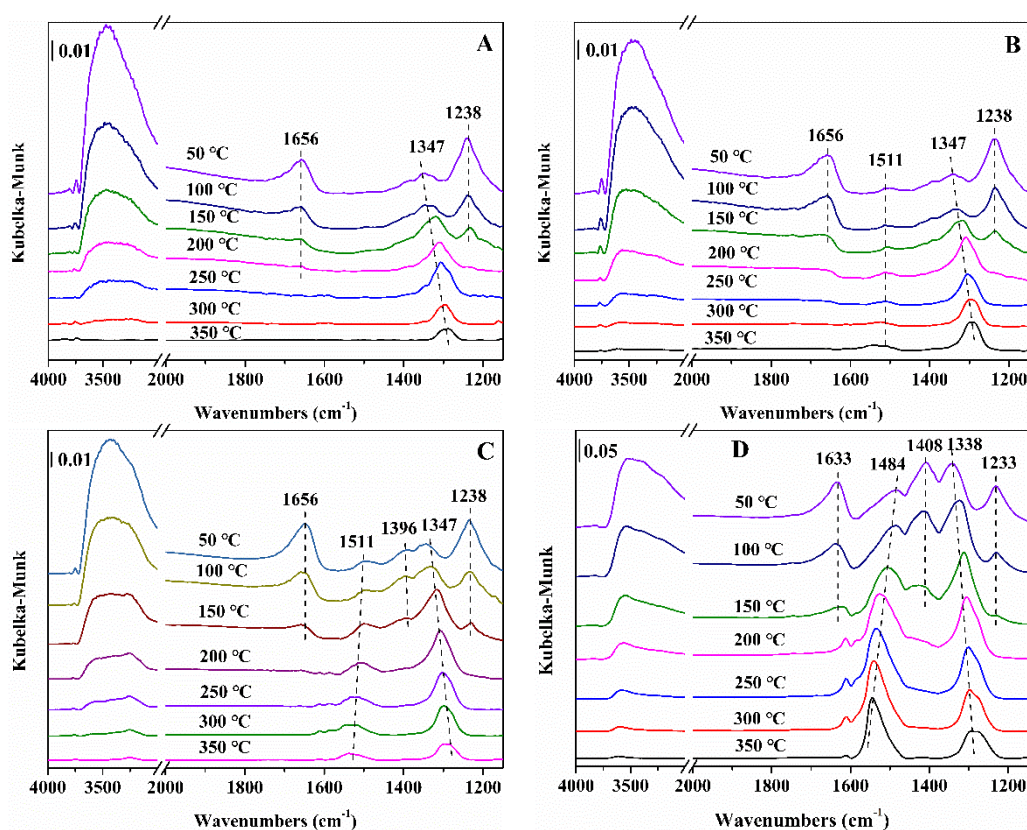 0.01
A
1238
1656
1347
50 °C
100 °C
150 °C
200 °C
250 °C
300 °C
350 °C
Kubelka-Munk
4000 3500 2000 1800 1600 1400 1200
Wavenumbers (cm-1)
0.01
B
1238
1656
1347
1511
50 °C
100 °C
150 °C
200 °C
250 °C
300 °C
350 °C
Kubelka-Munk
4000 3500 2000 1800 1600 1400 1200
Wavenumbers (cm-1)
0.01
C
1656
1511
1396
1347
1238
50 °C
100 °C
150 °C
200 °C
250 °C
300 °C
350 °C
Kubelka-Munk
4000 3500 2000 1800 1600 1400 1200
Wavenumbers (cm-1)
0.05
D
1633
1484
1408
1338
1233
50 °C
100 °C
150 °C
200 °C
250 °C
300 °C
350 °C
Kubelka-Munk
4000 3500 2000 1800 1600 1400 1200
Wavenumbers (cm-1)